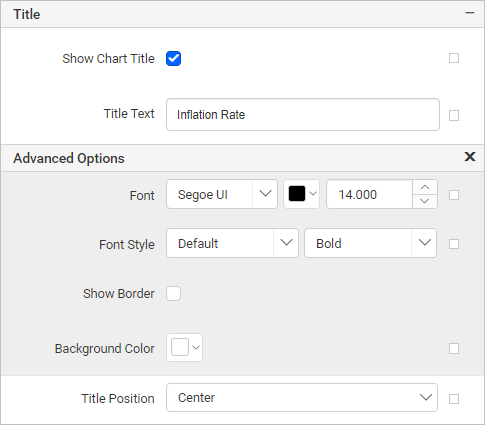 Title
Show Chart Title
Title Text Inflation Rate
Advanced Options
Font Segoe UI 14.000
Font Style Default Bold
Show Border
Background Color
Title Position Center